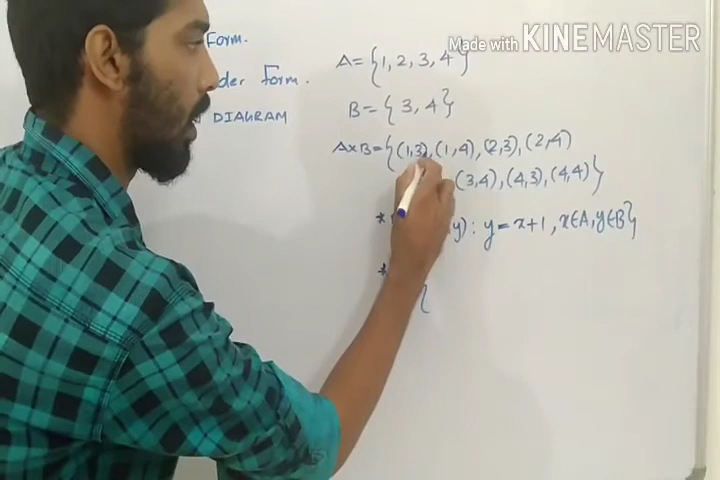 Made with KINEMASTER
Form.
der form.
DIAGRAM
A={1, 2, 3, 4}
B={3, 4}
A×B={(1,3),(1,4),(2,3),(2,4)
(3,4),(4,3),(4,4)}
* y): y=x+1, x∈A, y∈B}
* {